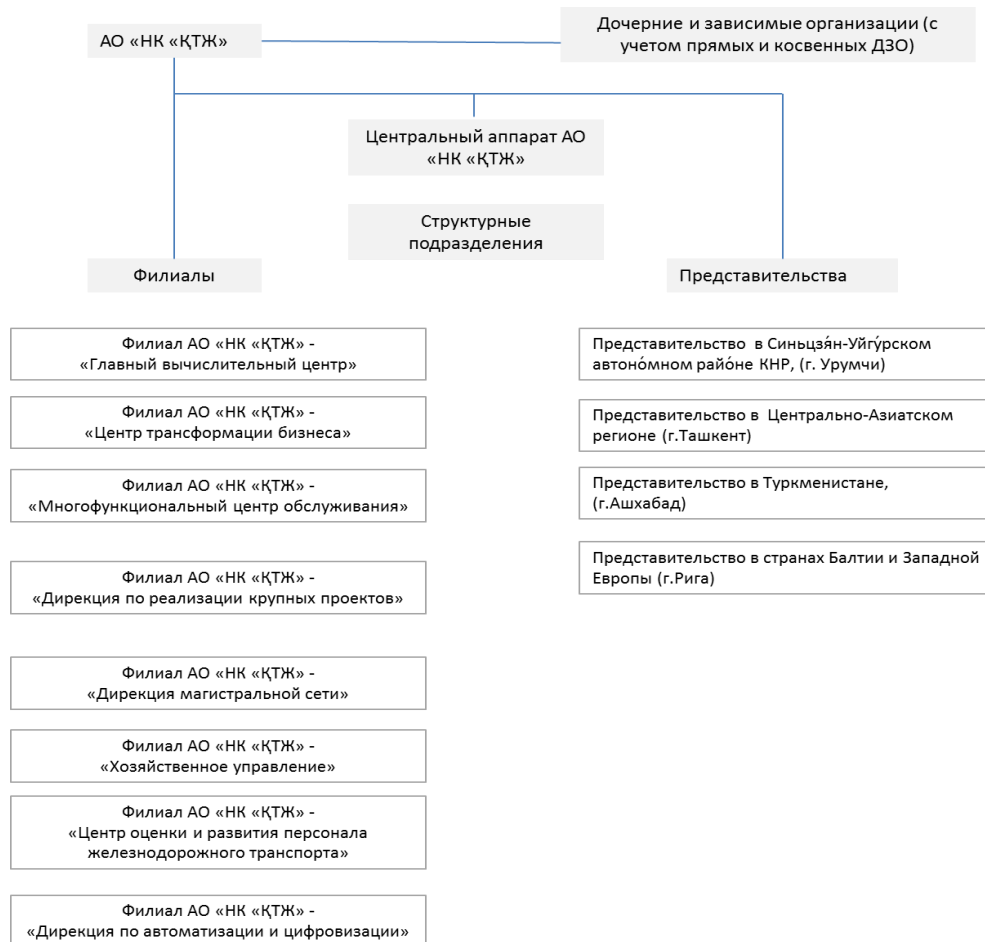 АО «НК «ҚТЖ»
Дочерние и зависимые организации (с
учетом прямых и косвенных ДЗО)
Центральный аппарат АО
«НК «ҚТЖ»
Структурные
подразделения
Филиалы
Представительства
Филиал АО «НК «ҚТЖ» -
«Главный вычислительный центр»
Филиал АО «НК «ҚТЖ» -
«Центр трансформации бизнеса»
Филиал АО «НК «ҚТЖ» -
«Многофункциональный центр обслуживания»
Филиал АО «НК «ҚТЖ» -
«Дирекция по реализации крупных проектов»
Филиал АО «НК «ҚТЖ» -
«Дирекция магистральной сети»
Филиал АО «НК «ҚТЖ» -
«Хозяйственное управление»
Филиал АО «НК «ҚТЖ» -
«Центр оценки и развития персонала
железнодорожного транспорта»
Филиал АО «НК «ҚТЖ» -
«Дирекция по автоматизации и цифровизации»
Представительство в Синьцзя́н-Уйгу́рском
автоно́мном райо́не КНР, (г. Урумчи)
Представительство в Центрально-Азиатском
регионе (г.Ташкент)
Представительство в Туркменистане,
(г.Ашхабад)
Представительство в странах Балтии и Западной
Европы (г.Рига)